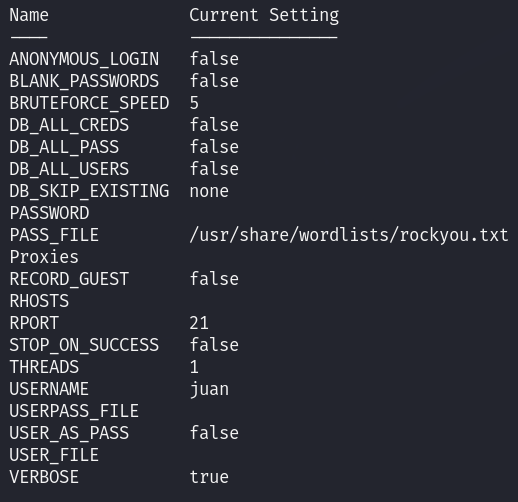 Name Current Setting
---- ---------------
ANONYMOUS_LOGIN false
BLANK_PASSWORDS false
BRUTEFORCE_SPEED 5
DB_ALL_CREDS false
DB_ALL_PASS false
DB_ALL_USERS false
DB_SKIP_EXISTING none
PASSWORD
PASS_FILE /usr/share/wordlists/rockyou.txt
Proxies
RECORD_GUEST false
RHOSTS
RPORT 21
STOP_ON_SUCCESS false
THREADS 1
USERNAME juan
USERPASS_FILE
USER_AS_PASS false
USER_FILE
VERBOSE true